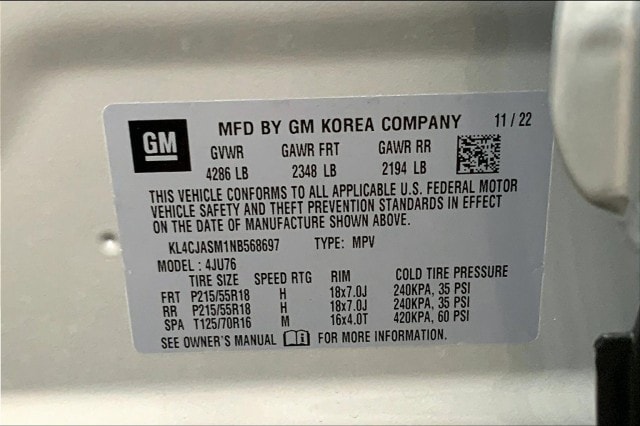 GM MFD BY GM KOREA COMPANY 11/22
GVWR GAWR FRT GAWR RR
4286 LB 2348 LB 2194 LB
THIS VEHICLE CONFORMS TO ALL APPLICABLE U.S. FEDERAL MOTOR
VEHICLE SAFETY AND THEFT PREVENTION STANDARDS IN EFFECT
ON THE DATE OF MANUFACTURE SHOWN ABOVE.
KL4CJASM1NB568697 TYPE: MPV
MODEL: 4JU76
TIRE SIZE SPEED RTG RIM COLD TIRE PRESSURE
FRT P215/55R18 H 18x7.0J 240KPA, 35 PSI
RR P215/55R18 H 18x7.0J 240KPA, 35 PSI
SPA T125/70R16 M 16x4.0T 420KPA, 60 PSI
SEE OWNER'S MANUAL FOR MORE INFORMATION.